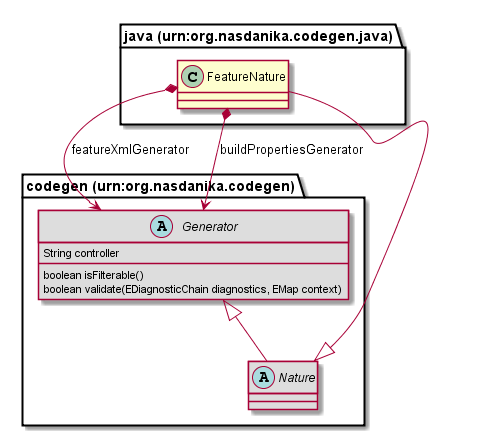 java (urn:org.nasdanika.codegen.java)
C FeatureNature
featureXmlGenerator
buildPropertiesGenerator
codegen (urn:org.nasdanika.codegen)
A Generator
String controller
boolean isFilterable()
boolean validate(EDiagnosticChain diagnostics, EMap context)
A Nature